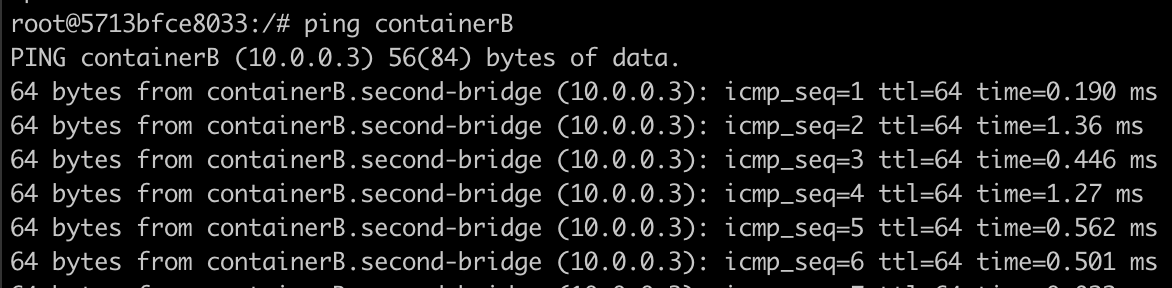 root@5713bfce8033:/# ping containerB
PING containerB (10.0.0.3) 56(84) bytes of data.
64 bytes from containerB.second-bridge (10.0.0.3): icmp_seq=1 ttl=64 time=0.190 ms
64 bytes from containerB.second-bridge (10.0.0.3): icmp_seq=2 ttl=64 time=1.36 ms
64 bytes from containerB.second-bridge (10.0.0.3): icmp_seq=3 ttl=64 time=0.446 ms
64 bytes from containerB.second-bridge (10.0.0.3): icmp_seq=4 ttl=64 time=1.27 ms
64 bytes from containerB.second-bridge (10.0.0.3): icmp_seq=5 ttl=64 time=0.562 ms
64 bytes from containerB.second-bridge (10.0.0.3): icmp_seq=6 ttl=64 time=0.501 ms